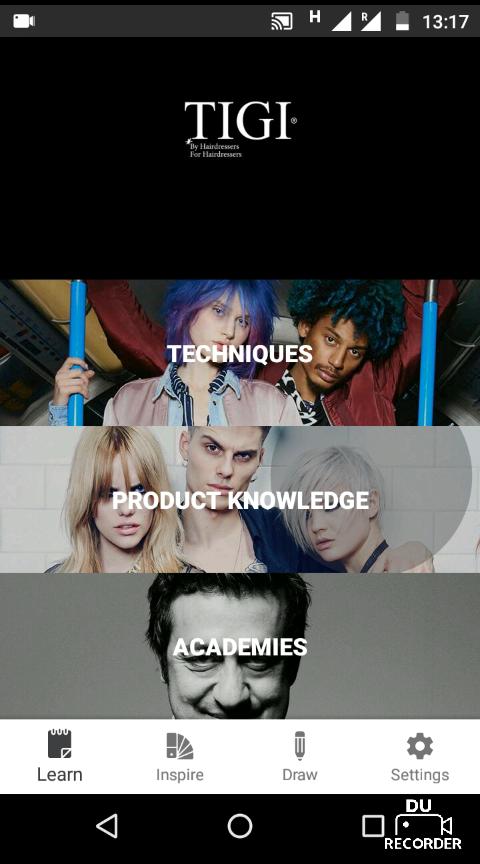 H R 13:17
TIGI®
By Hairdressers
For Hairdressers
TECHNIQUES
PRODUCT KNOWLEDGE
ACADEMIES
Learn Inspire Draw Settings
DU
RECORDER